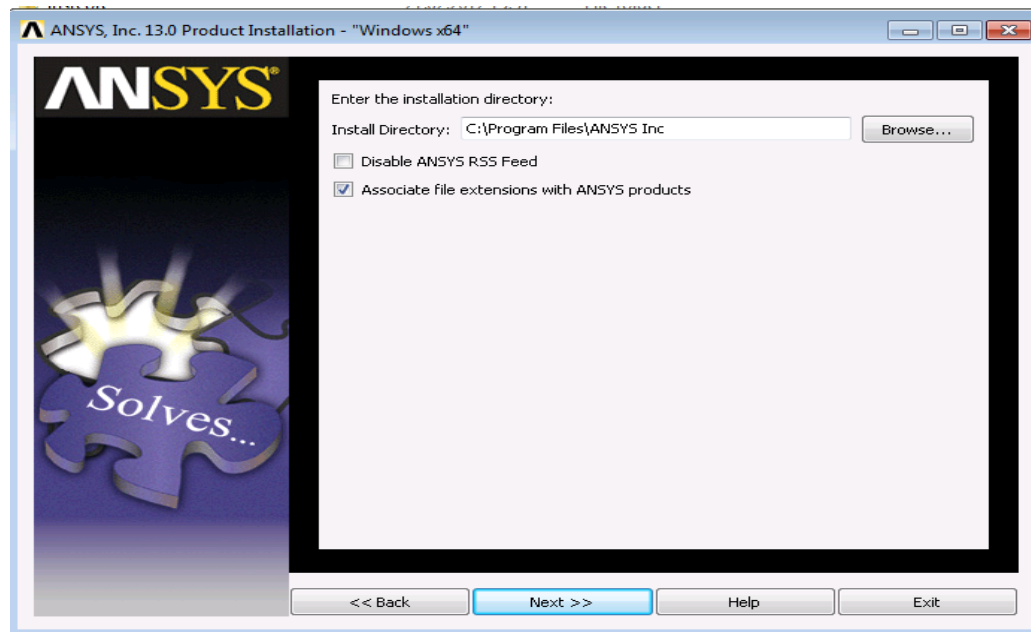 ANSYS, Inc. 13.0 Product Installation - "Windows x64"
ANSYS®
Enter the installation directory:
Install Directory: C:\Program Files\ANSYS Inc Browse...
Disable ANSYS RSS Feed
Associate file extensions with ANSYS products
Solves...
<< Back Next >> Help Exit